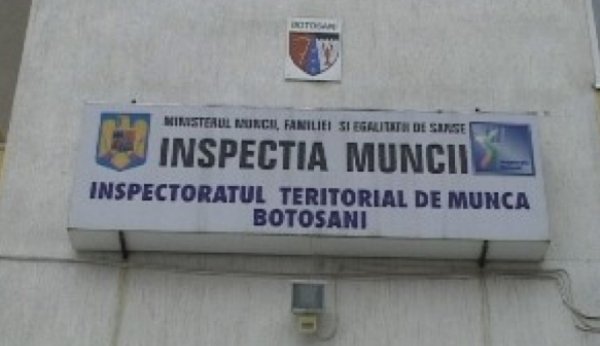 BOTOSANI
MINISTERUL MUNCII, FAMILIEI SI EGALITATII DE SANSE
INSPECTIA MUNCII
INSPECTORATUL TERITORIAL DE MUNCA
BOTOSANI